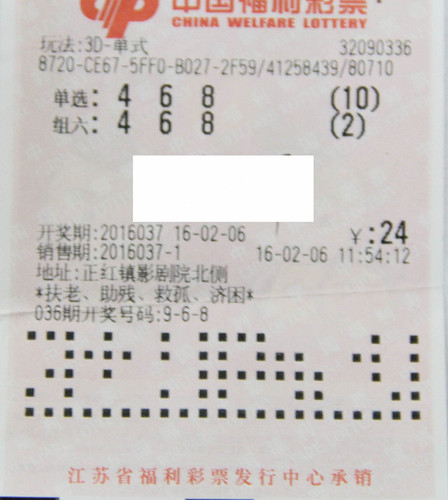 中国福利彩票
CHINA WELFARE LOTTERY
玩法:3D-单式 32090336
8720-CE67-5FF0-B027-2F59/41258439/80710
单选: 4 6 8 (10)
组六: 4 6 8 (2)
开奖期:2016037 16-02-06 ¥:24
销售期:2016037-1 16-02-06 11:54:12
地址:正红镇影剧院北侧
*扶老、助残、救孤、济困*
036期开奖号码:9-6-8
江苏省福利彩票发行中心承销